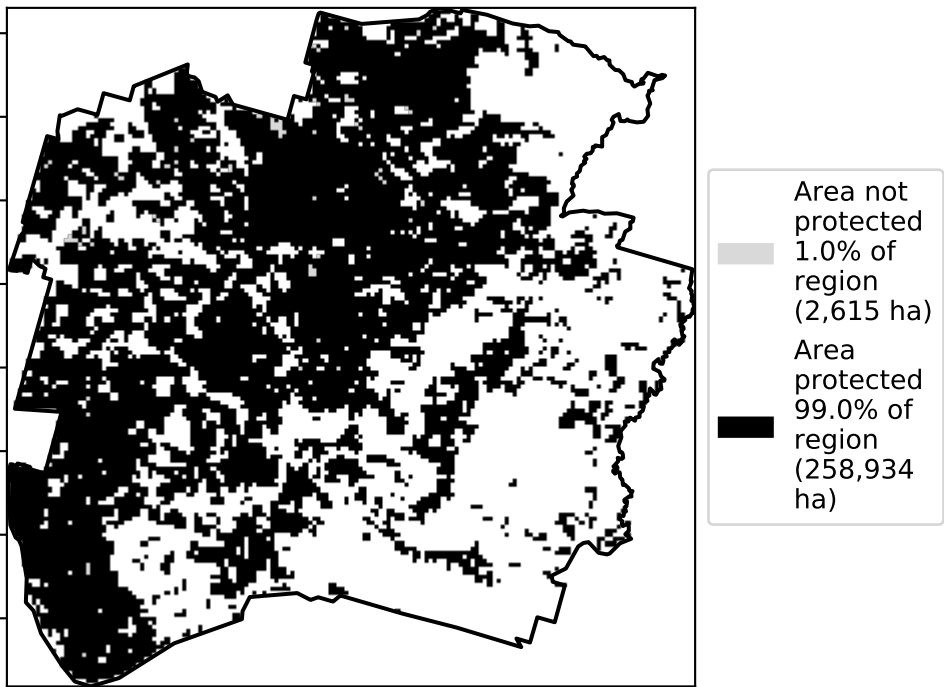 Area not
protected
1.0% of
region
(2,615 ha)
Area
protected
99.0% of
region
(258,934
ha)